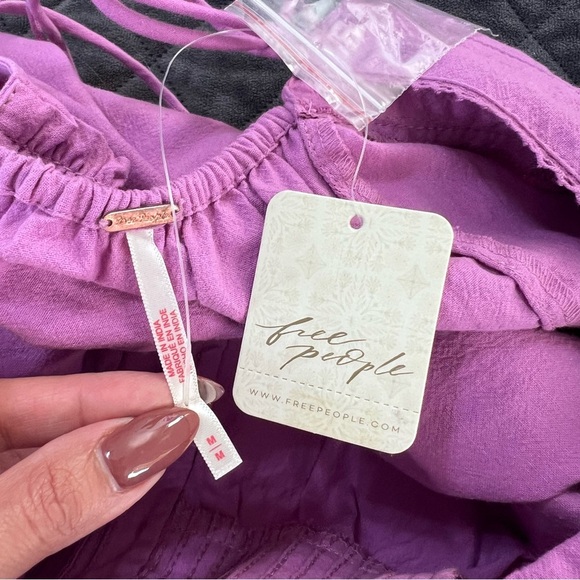 free
people
WWW.FREEPEOPLE.COM
MADE IN INDIA
FABRIQUÉ EN INDE
M
M